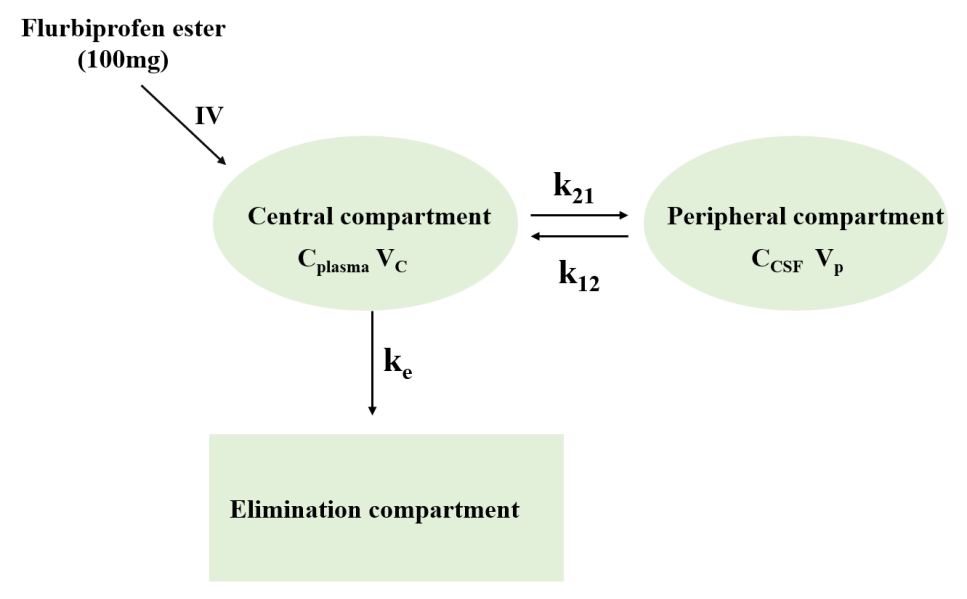 Flurbiprofen ester
(100mg)
IV
k21
Central compartment
Cplasma VC
Peripheral compartment
CCSF Vp
k12
ke
Elimination compartment